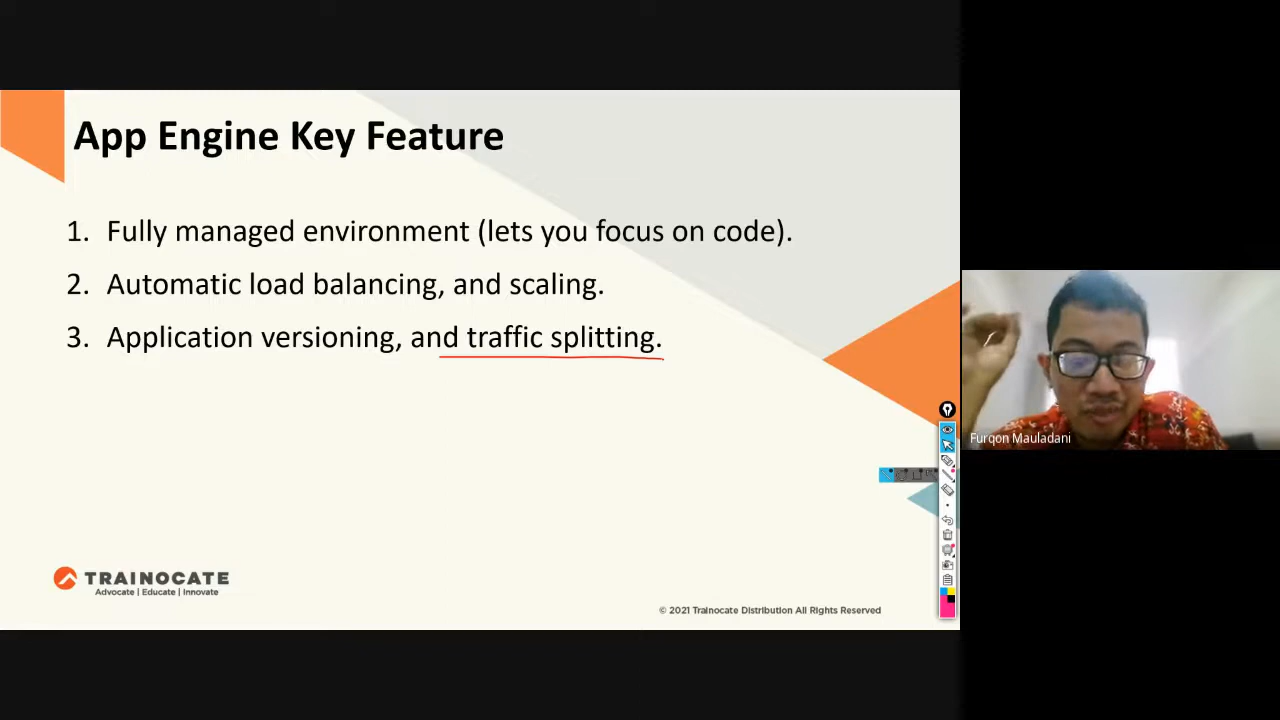 App Engine Key Feature
1. Fully managed environment (lets you focus on code).
2. Automatic load balancing, and scaling.
3. Application versioning, and traffic splitting.
TRAINOCATE
Advocate | Educate | Innovate
© 2021 Trainocate Distribution All Rights Reserved
Furqon Mauladani